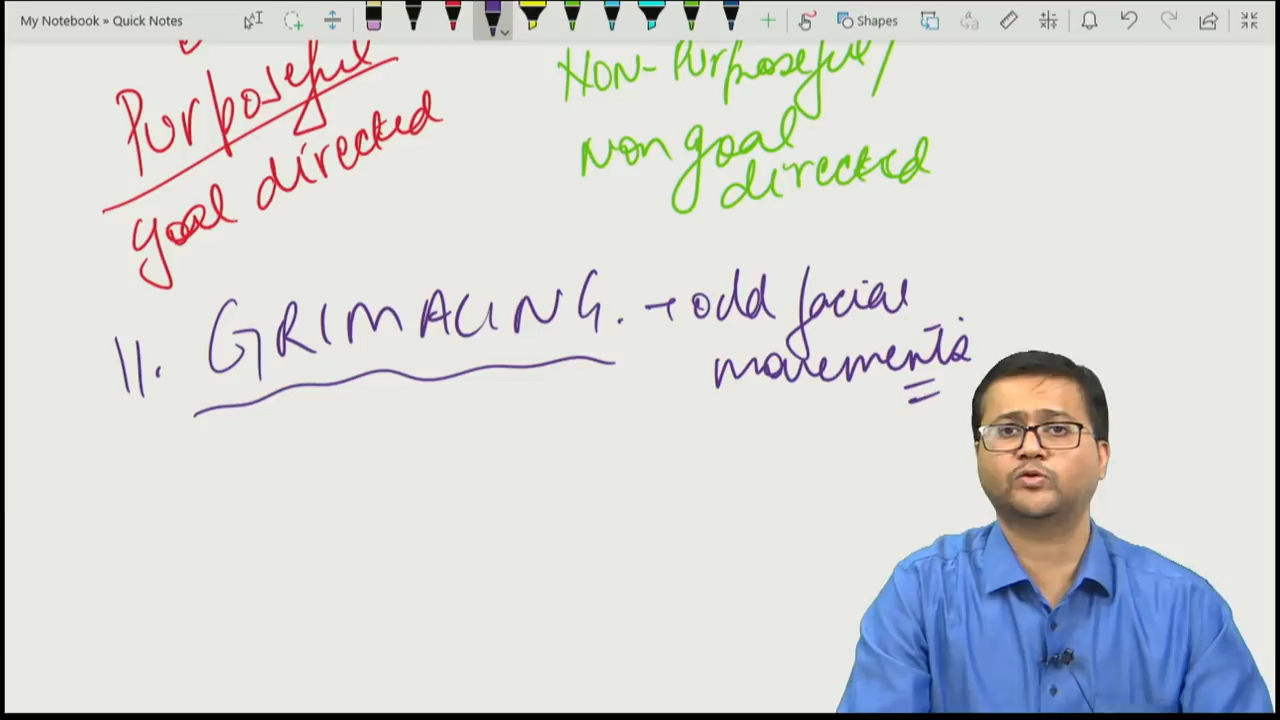 My Notebook » Quick Notes
Shapes
Purposeful
goal directed
NON-Purposeful/
non goal
directed
11. GRIMACING. → odd facial
movements